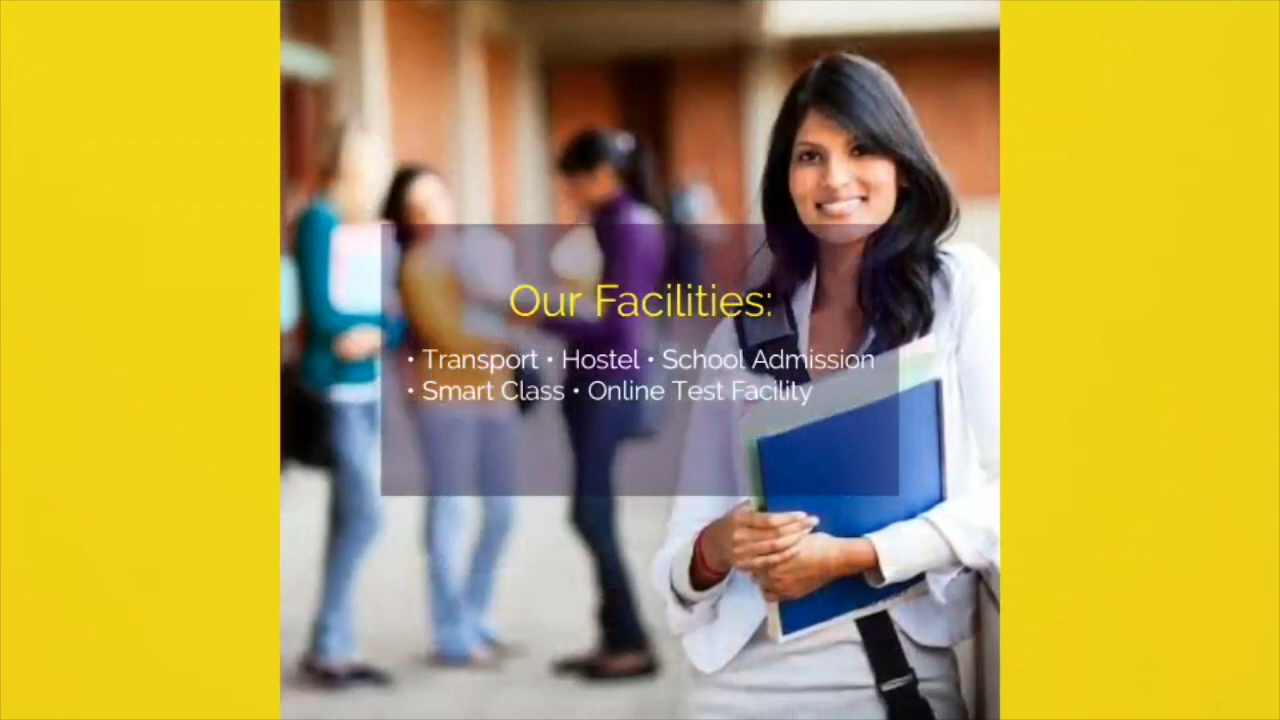 Our Facilities:
• Transport • Hostel • School Admission
• Smart Class • Online Test Facility